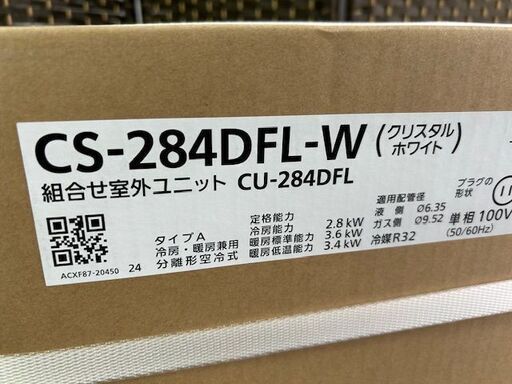 CS-284DFL-W (クリスタル
ホワイト)
組合せ室外ユニット CU-284DFL
ACXF87-20450 24
タイプA
冷房・暖房兼用
分離形空冷式
定格能力
冷房能力 2.8 kW
暖房標準能力 3.6 kW
暖房低温能力 3.4 kW
適用配管径
液 側 Ø6.35
ガス側 Ø9.52
冷媒R32
プラグの
形状
単相100V
(50/60Hz)